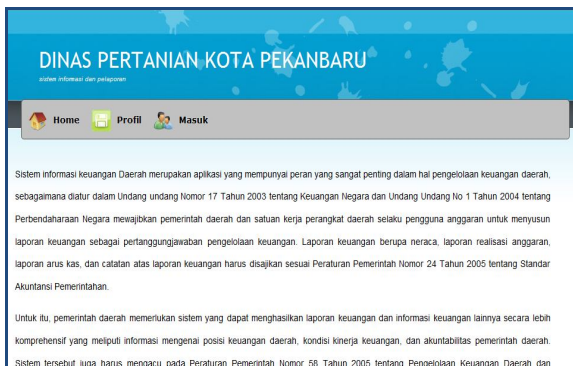 DINAS PERTANIAN KOTA PEKANBARU
sistem informasi dan pelaporan
Home Profil Masuk
Sistem informasi keuangan Daerah merupakan aplikasi yang mempunyai peran yang sangat penting dalam hal pengelolaan keuangan daerah,
sebagaimana diatur dalam Undang undang Nomor 17 Tahun 2003 tentang Keuangan Negara dan Undang Undang No 1 Tahun 2004 tentang
Perbendaharaan Negara mewajibkan pemerintah daerah dan satuan kerja perangkat daerah selaku pengguna anggaran untuk menyusun
laporan keuangan sebagai pertanggungjawaban pengelolaan keuangan. Laporan keuangan berupa neraca, laporan realisasi anggaran,
laporan arus kas, dan catatan atas laporan keuangan harus disajikan sesuai Peraturan Pemerintah Nomor 24 Tahun 2005 tentang Standar
Akuntansi Pemerintahan.
Untuk itu, pemerintah daerah memerlukan sistem yang dapat menghasilkan laporan keuangan dan informasi keuangan lainnya secara lebih
komprehensif yang meliputi informasi mengenai posisi keuangan daerah, kondisi kinerja keuangan, dan akuntabilitas pemerintah daerah.
Sistem tersebut juga harus mengacu pada Peraturan Pemerintah Nomor 58 Tahun 2005 tentang Pengelolaan Keuangan Daerah dan